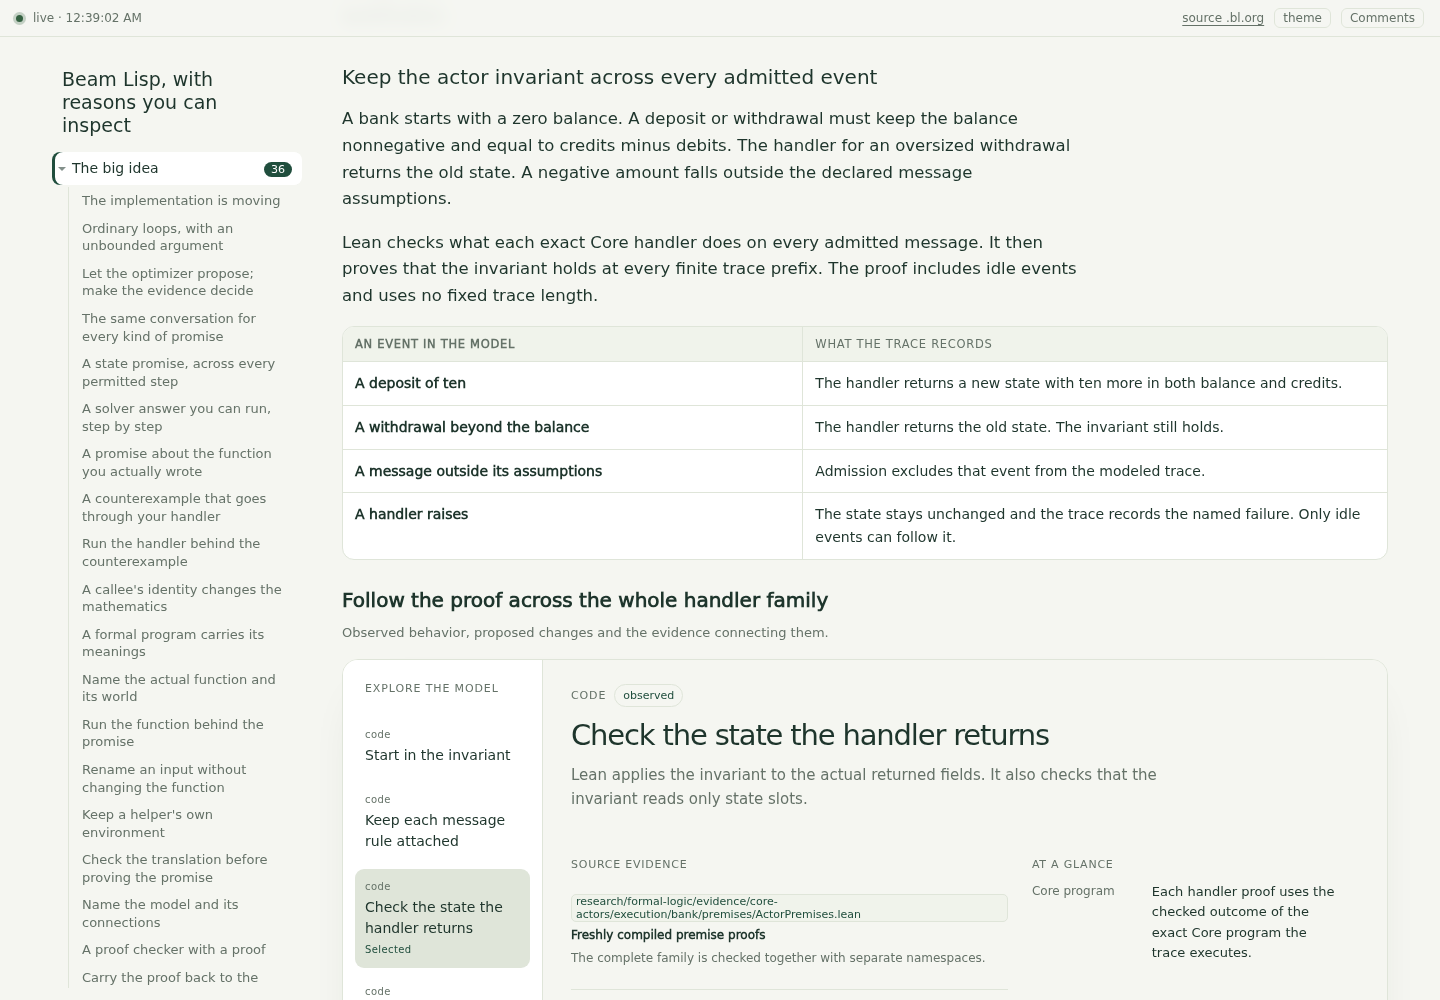 live · 12:39:02 AM
source .bl.org
theme
Comments
Beam Lisp, with
reasons you can
inspect
The big idea
36
The implementation is moving
Ordinary loops, with an
unbounded argument
Let the optimizer propose;
make the evidence decide
The same conversation for
every kind of promise
A state promise, across every
permitted step
A solver answer you can run,
step by step
A promise about the function
you actually wrote
A counterexample that goes
through your handler
Run the handler behind the
counterexample
A callee's identity changes the
mathematics
A formal program carries its
meanings
Name the actual function and
its world
Run the function behind the
promise
Rename an input without
changing the function
Keep a helper's own
environment
Check the translation before
proving the promise
Name the model and its
connections
A proof checker with a proof
Carry the proof back to the
Keep the actor invariant across every admitted event
A bank starts with a zero balance. A deposit or withdrawal must keep the balance
nonnegative and equal to credits minus debits. The handler for an oversized withdrawal
returns the old state. A negative amount falls outside the declared message
assumptions.
Lean checks what each exact Core handler does on every admitted message. It then
proves that the invariant holds at every finite trace prefix. The proof includes idle events
and uses no fixed trace length.
AN EVENT IN THE MODEL
WHAT THE TRACE RECORDS
A deposit of ten
The handler returns a new state with ten more in both balance and credits.
A withdrawal beyond the balance
The handler returns the old state. The invariant still holds.
A message outside its assumptions
Admission excludes that event from the modeled trace.
A handler raises
The state stays unchanged and the trace records the named failure. Only idle
events can follow it.
Follow the proof across the whole handler family
Observed behavior, proposed changes and the evidence connecting them.
EXPLORE THE MODEL
code
Start in the invariant
code
Keep each message
rule attached
code
Check the state the
handler returns
Selected
code
CODE
observed
Check the state the handler returns
Lean applies the invariant to the actual returned fields. It also checks that the
invariant reads only state slots.
SOURCE EVIDENCE
research/formal-logic/evidence/core-
actors/execution/bank/premises/ActorPremises.lean
Freshly compiled premise proofs
The complete family is checked together with separate namespaces.
AT A GLANCE
Core program
Each handler proof uses the
checked outcome of the
exact Core program the
trace executes.